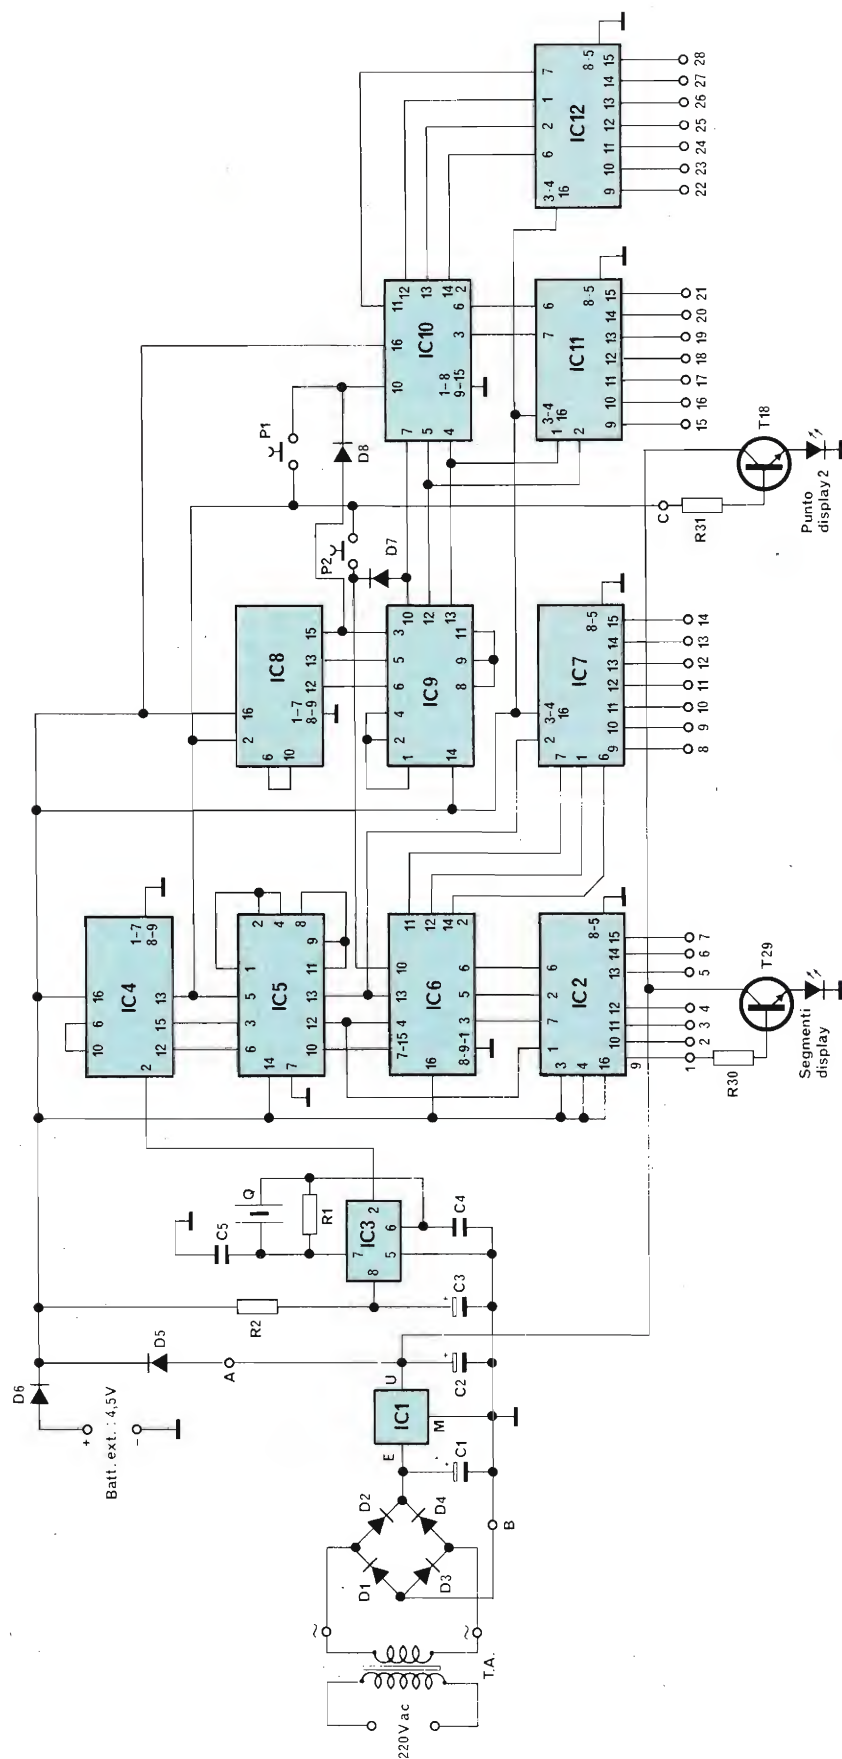 220Vac
T.A.
~
~
D1
D2
D3
D4
B
E
IC1
U
M
C1
+
C2
+
C3
+
Batt. ext. : 4,5V
+
−
D6
D5
A
R2
C5
Q
R1
7
8 IC3 2
5 6
C4
10 6 16
IC4
1-7
8-9
2 12 15 13
14 6 3 5 1
IC5
2
4
8
9
7 10 12 13 11
7-15 4 13 10
IC6
11
12
14
2
16
8-9-1 3 5 6
1 7 2 6
3
4
16
IC2
8-5
9 10 11 12 13 14 15
1 2 3 4 5 6 7
R30
T29
Segmenti
display
2 16
6
10
IC8
1-7
8-9
12 13 15
1 2 4 6 5 3
IC9
10
12
13
14 8 9 11
P2
D7
P1
D8
2 3-4
16
7
1
6
IC7
8-5
9 10 11 12 13 14 15
8 9 10 11 12 13 14
C
R31
T18
Punto
display 2
10 16 11
12
13
14
2
7
5
4
IC10
1-8
9-15
3 6
3-4
16
1
2
7 6
IC11
8-5
9 10 11 12 13 14 15
15 16 17 18 19 20 21
3-4
16
6 2 1 7
IC12
8-5
9 10 11 12 13 14 15
22 23 24 25 26 27 28